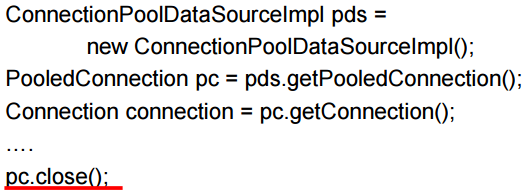 ConnectionPoolDataSourceImpl pds =
new ConnectionPoolDataSourceImpl();
PooledConnection pc = pds.getPooledConnection();
Connection connection = pc.getConnection();
….
pc.close();